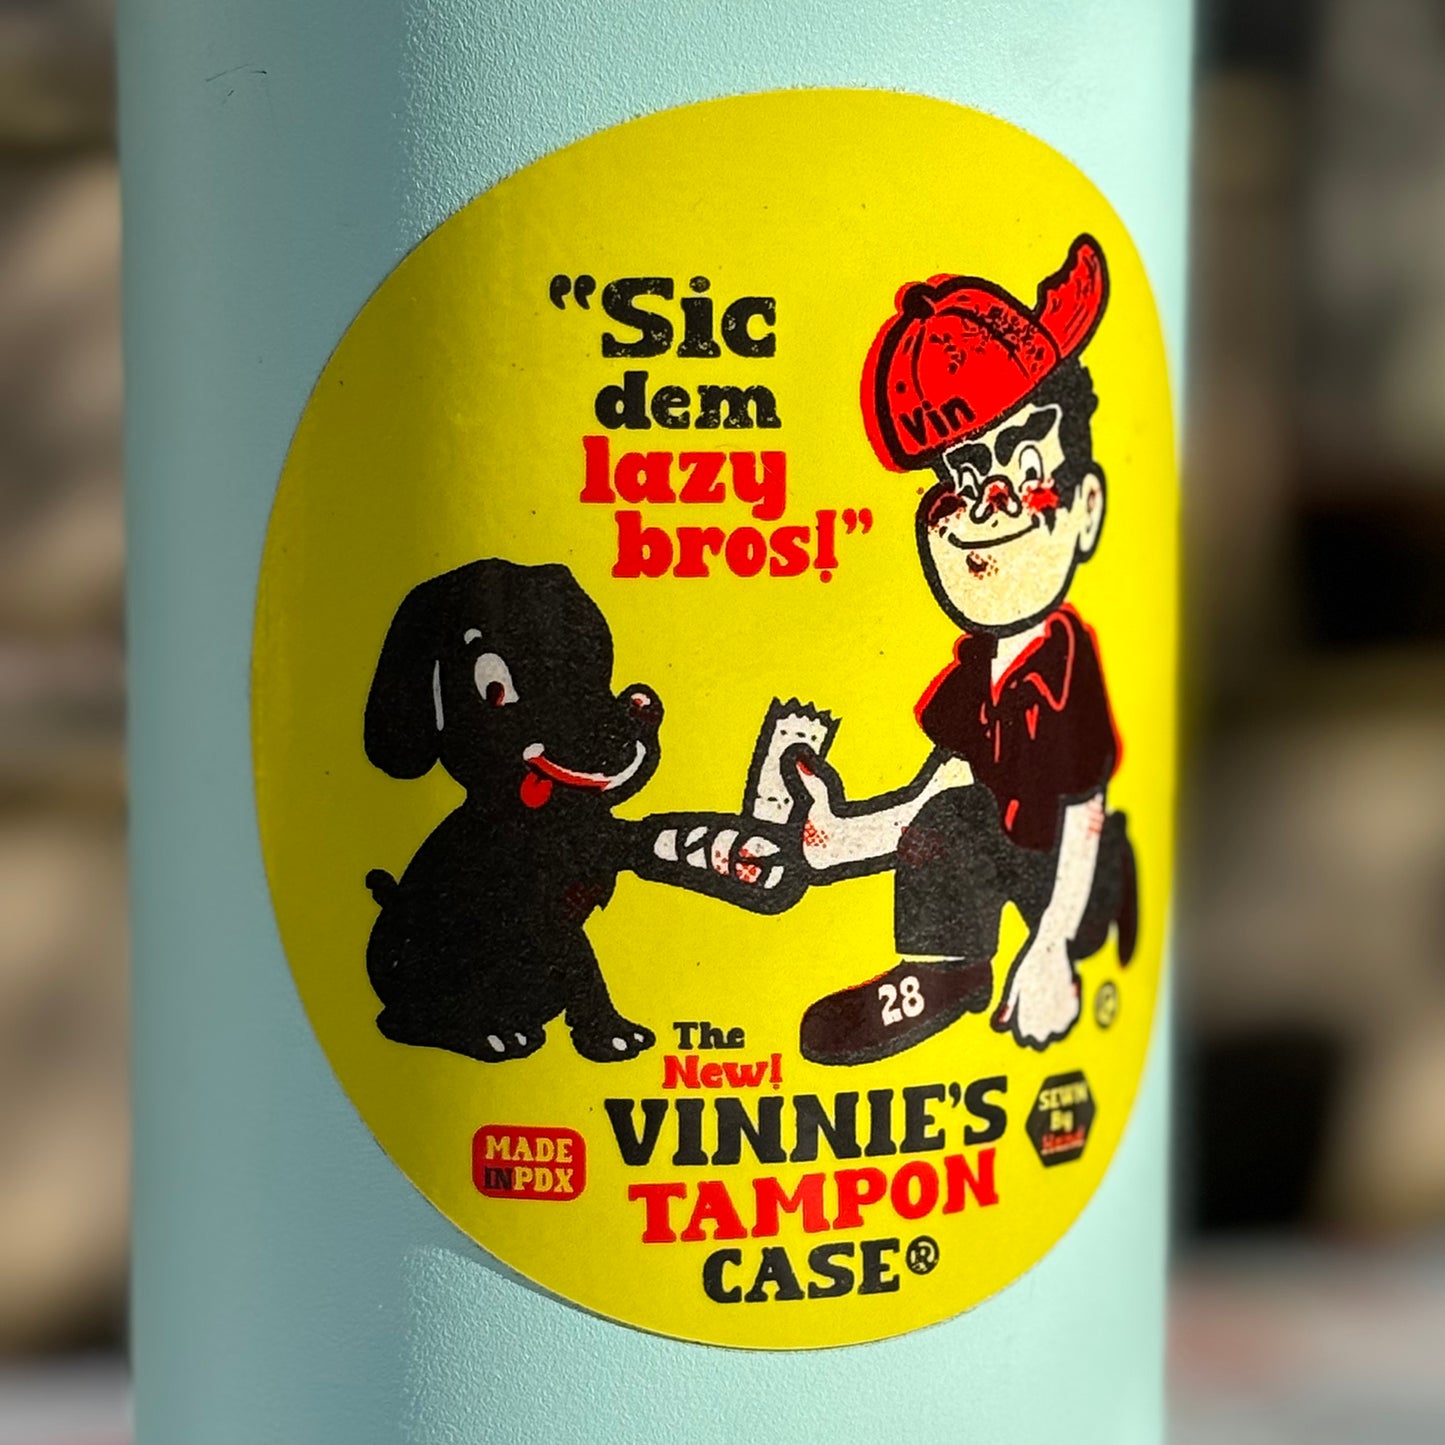 “Sic
dem
lazy
bros!”
Vin
28
©
The
New!
VINNIE’S
TAMPON
CASE®
MADE
IN PDX
SEWN
By
Hand